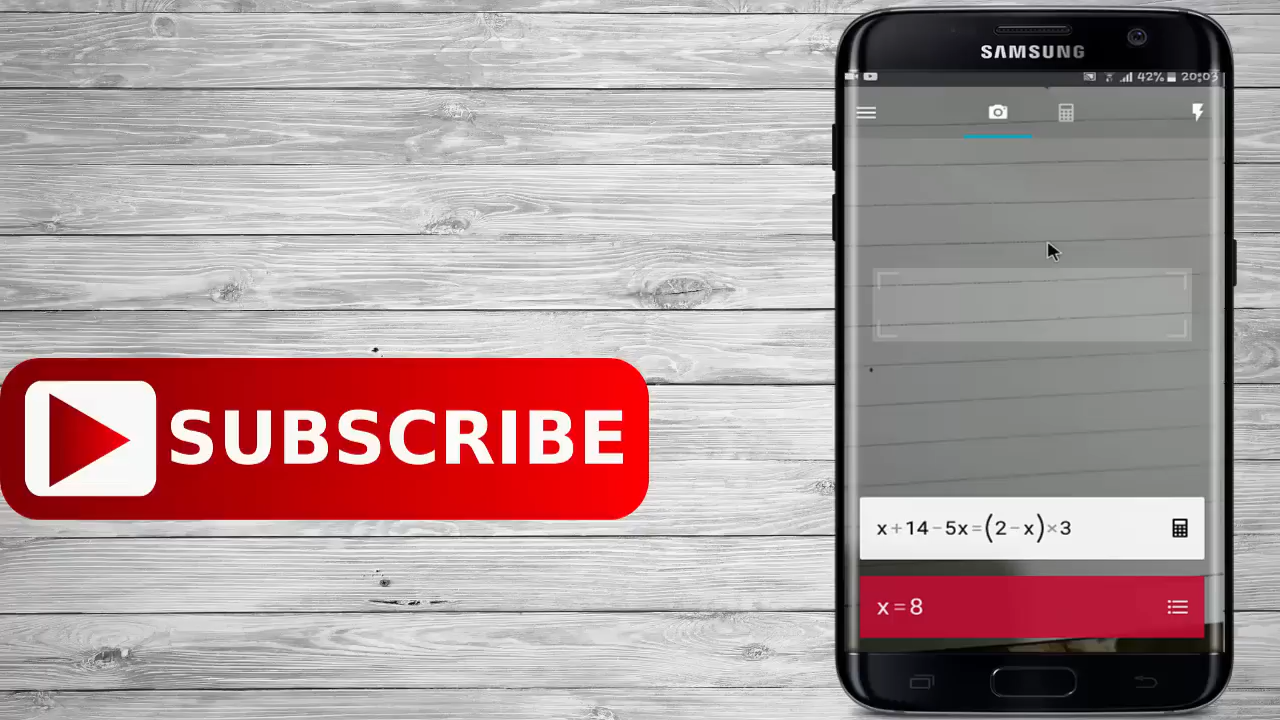 SAMSUNG
42% 20:03
SUBSCRIBE
x+14-5x=(2-x)×3
x=8